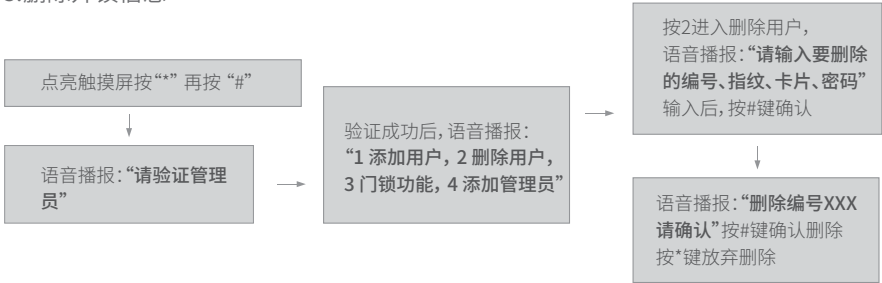 点亮触摸屏按“*” 再按 “#”
语音播报：“请验证管理
员”
验证成功后，语音播报：
“1 添加用户，2 删除用户，
3 门锁功能，4 添加管理员”
按2进入删除用户，
语音播报：“请输入要删除
的编号、指纹、卡片、密码”
输入后，按#键确认
语音播报：“删除编号XXX
请确认”按#键确认删除
按*键放弃删除